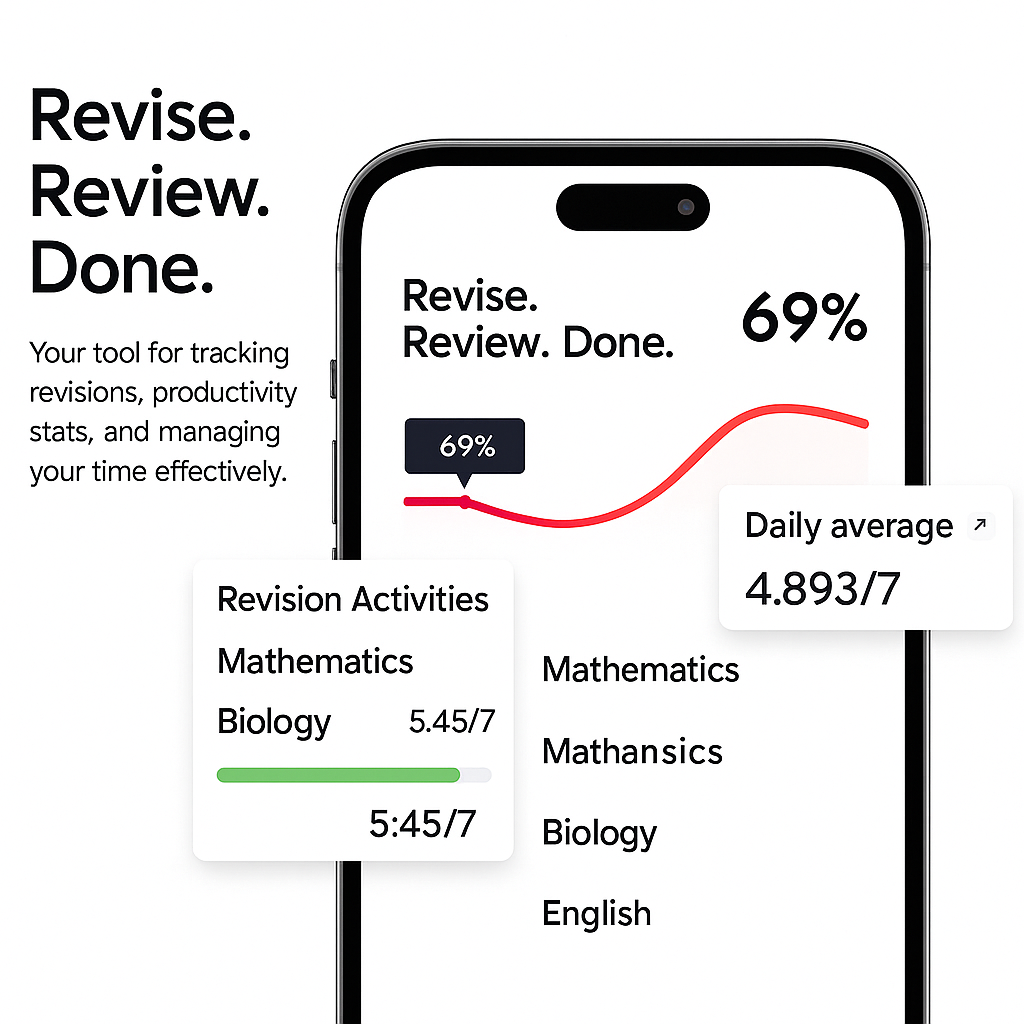 Revise.
Review.
Done.
Your tool for tracking
revisions, productivity
stats, and managing
your time effectively.
Revise.
Review. Done.
69%
69%
Daily average
4.893/7
Revision Activities
Mathematics
Biology 5.45/7
5:45/7
Mathematics
Mathansics
Biology
English